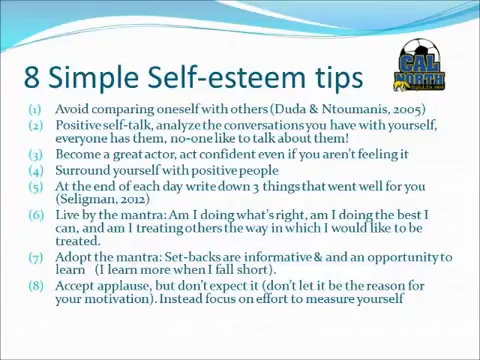 CAL
NORTH
8 Simple Self-esteem tips
(1) Avoid comparing oneself with others (Duda & Ntoumanis, 2005)
(2) Positive self-talk, analyze the conversations you have with yourself,
everyone has them, no-one like to talk about them!
(3) Become a great actor, act confident even if you aren't feeling it
(4) Surround yourself with positive people
(5) At the end of each day write down 3 things that went well for you
(Seligman, 2012)
(6) Live by the mantra: Am I doing what's right, am I doing the best I
can, and am I treating others the way in which I would like to be
treated.
(7) Adopt the mantra: Set-backs are informative & and an opportunity to
learn (I learn more when I fall short).
(8) Accept applause, but don't expect it (don't let it be the reason for
your motivation). Instead focus on effort to measure yourself